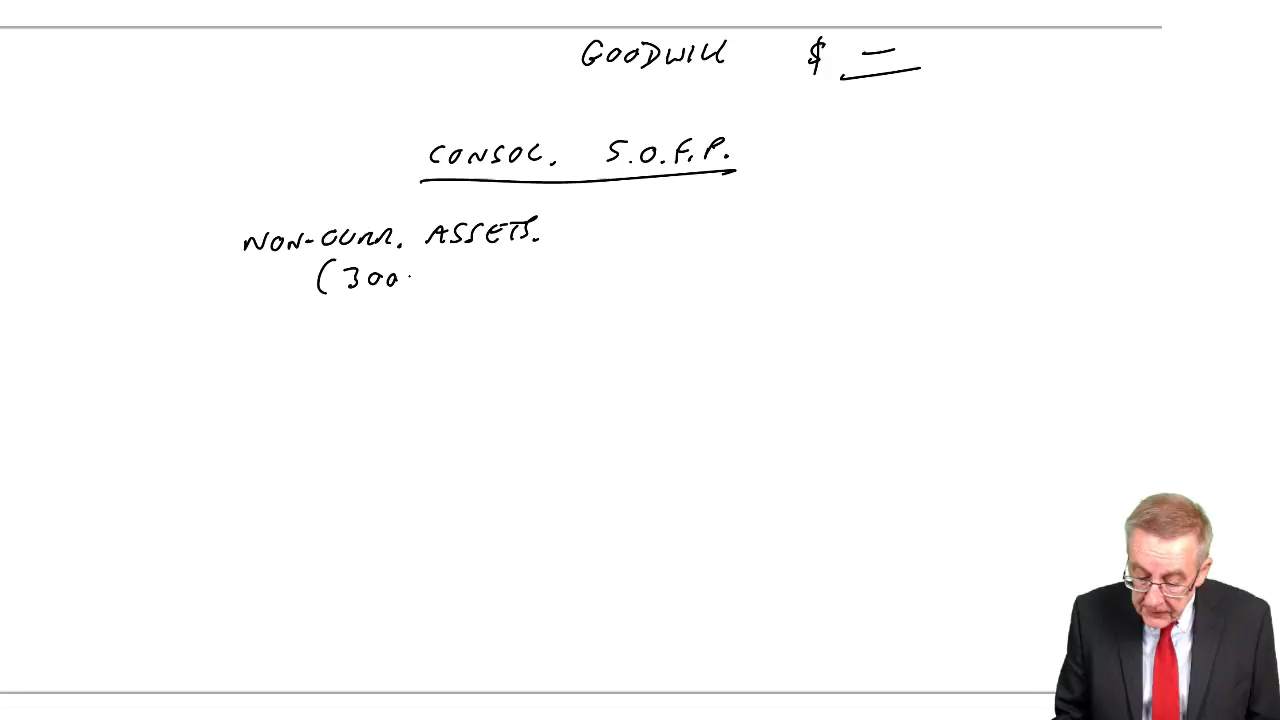 GOODWILL $ —
CONSOL. S.O.F.P.
NON-CURR. ASSETS.
(300.